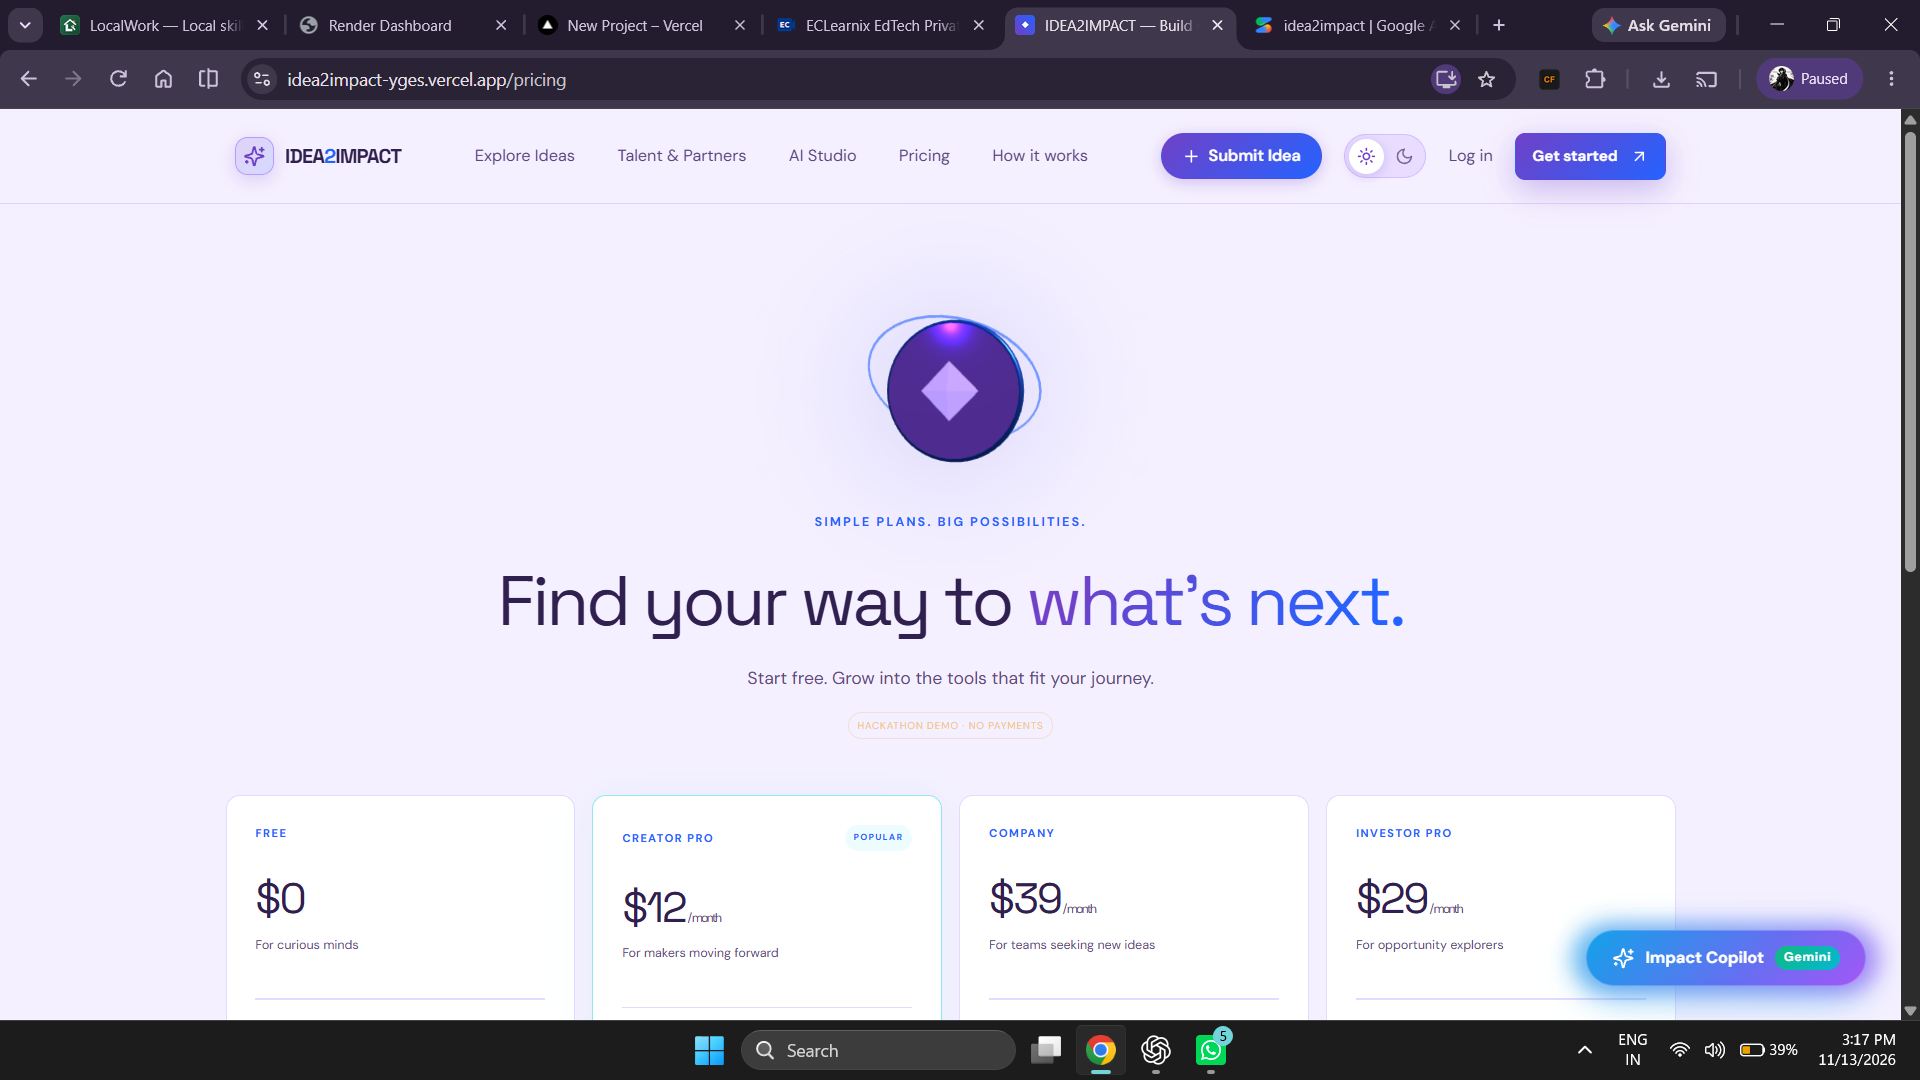 LocalWork — Local skil
Render Dashboard
New Project – Vercel
EC
ECLearnix EdTech Priva
IDEA2IMPACT — Build
idea2impact | Google A
Ask Gemini
idea2impact-yges.vercel.app/pricing
CF
Paused
IDEA2IMPACT
Explore Ideas
Talent & Partners
AI Studio
Pricing
How it works
+ Submit Idea
Log in
Get started
SIMPLE PLANS. BIG POSSIBILITIES.
Find your way to what's next.
Start free. Grow into the tools that fit your journey.
HACKATHON DEMO · NO PAYMENTS
FREE
$0
For curious minds
CREATOR PRO
POPULAR
$12/month
For makers moving forward
COMPANY
$39/month
For teams seeking new ideas
INVESTOR PRO
$29/month
For opportunity explorers
Impact Copilot
Gemini
Search
5
ENG
IN
39%
3:17 PM
11/13/2026